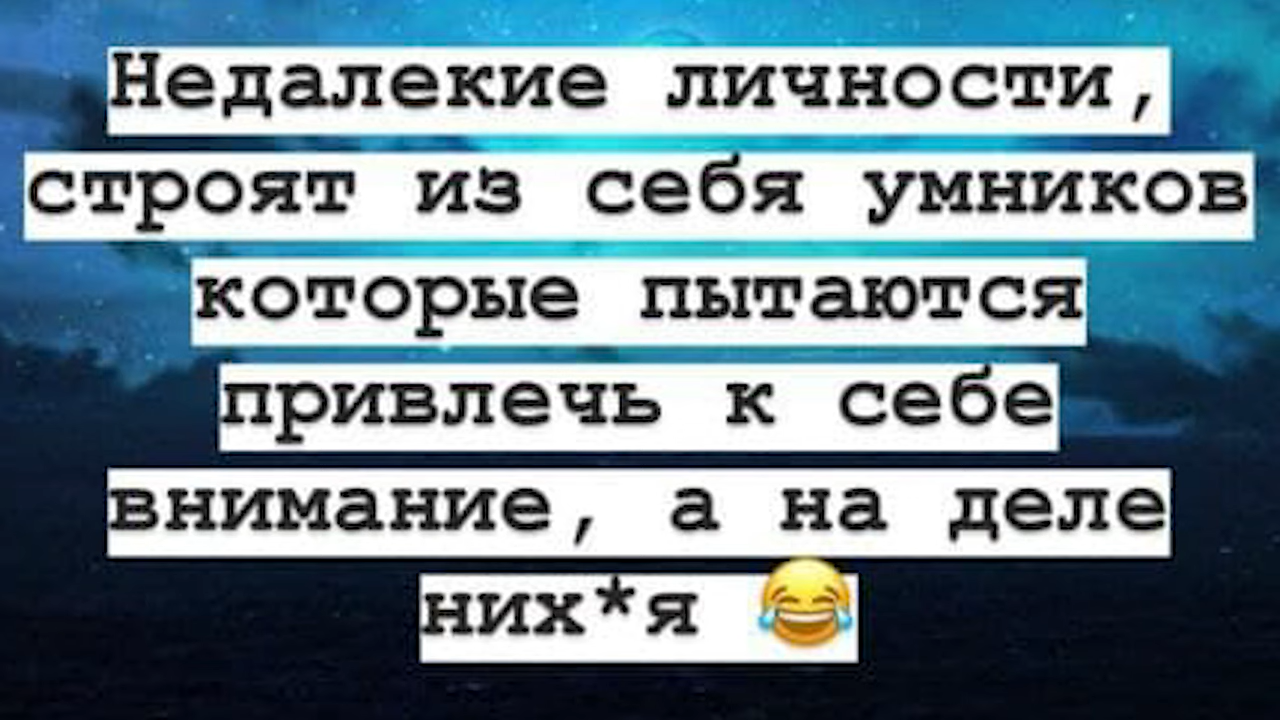 Недалекие личности,
строят из себя умников
которые пытаются
привлечь к себе
внимание, а на деле
них*я 😂